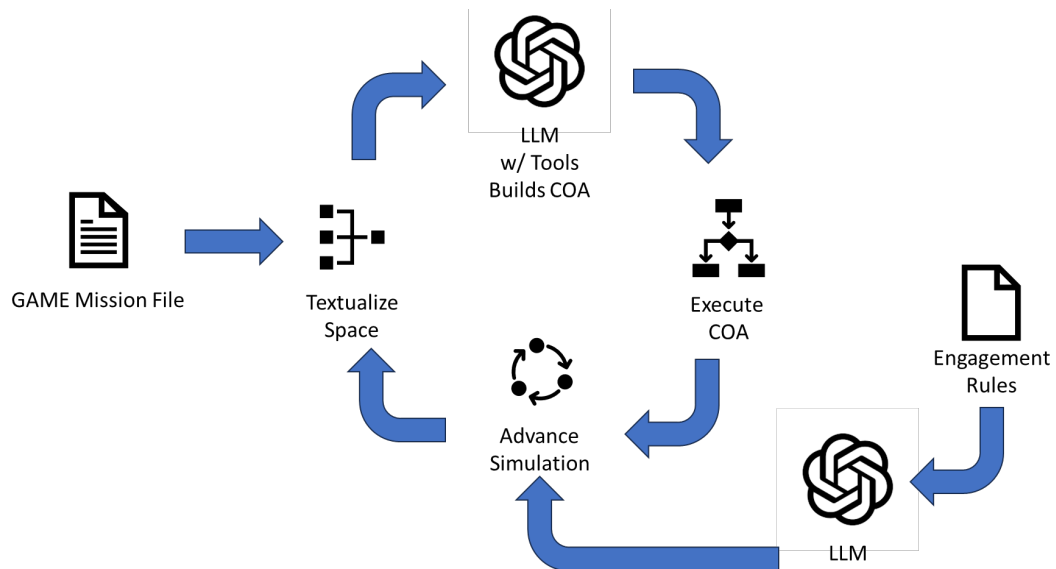 LLM
w/ Tools
Builds COA
GAME Mission File
Textualize
Space
Execute
COA
Engagement
Rules
Advance
Simulation
LLM